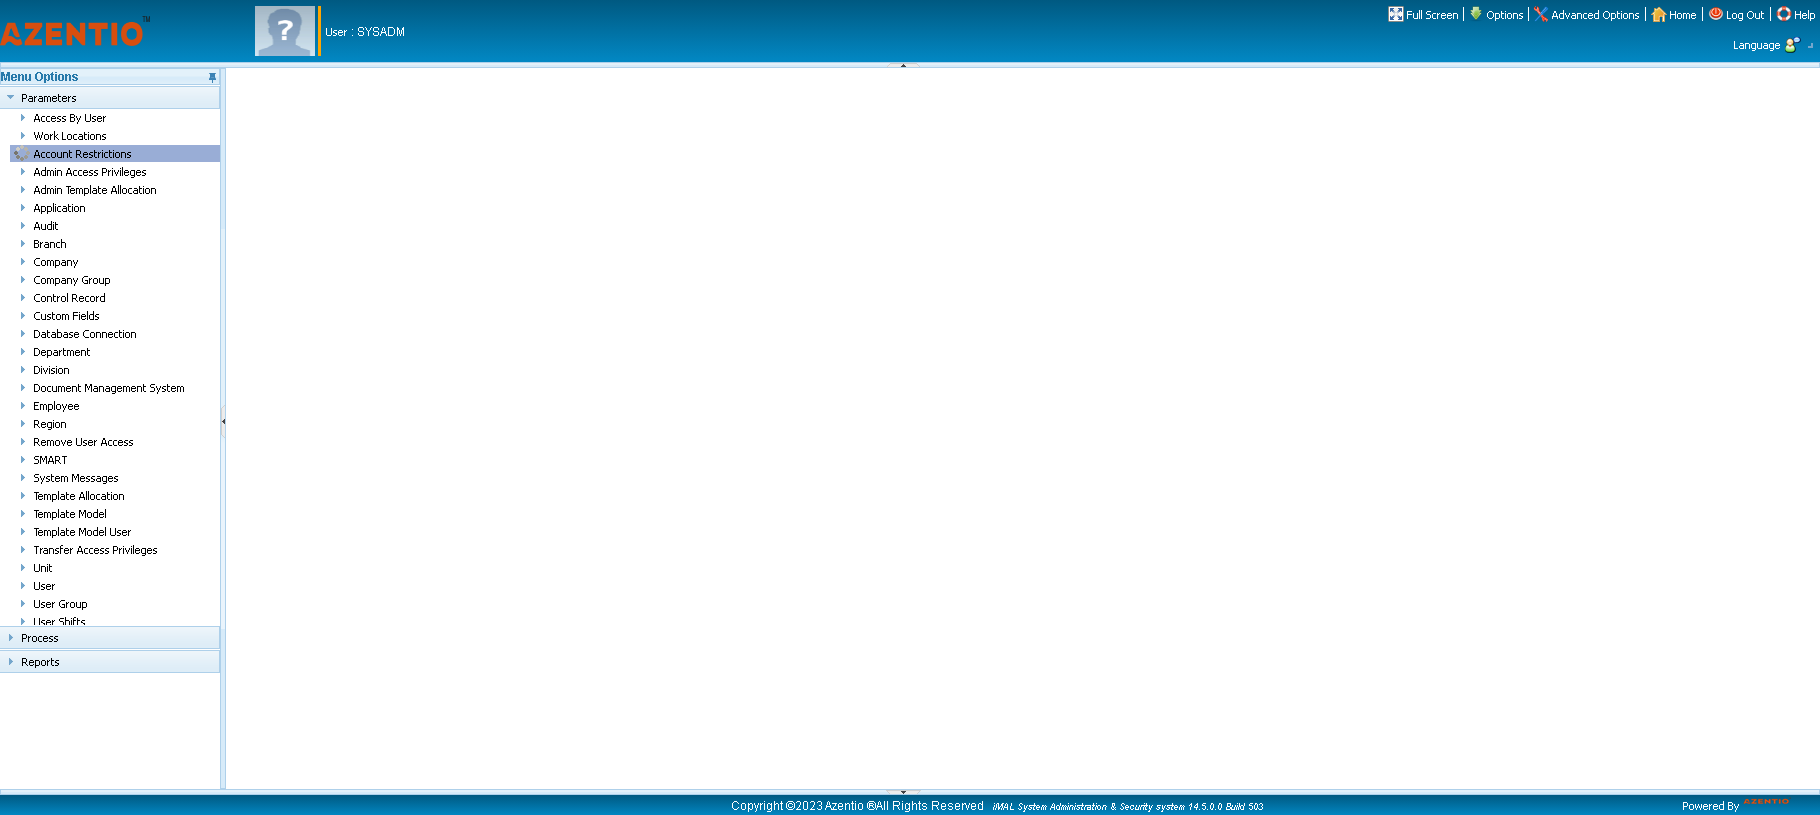 AZENTIO™
User : SYSADM
Full Screen
Options
Advanced Options
Home
Log Out
Help
Language
Menu Options
Parameters
Access By User
Work Locations
Account Restrictions
Admin Access Privileges
Admin Template Allocation
Application
Audit
Branch
Company
Company Group
Control Record
Custom Fields
Database Connection
Department
Division
Document Management System
Employee
Region
Remove User Access
SMART
System Messages
Template Allocation
Template Model
Template Model User
Transfer Access Privileges
Unit
User
User Group
User Shifts
Process
Reports
Copyright ©2023 Azentio ®All Rights Reserved iMAL System Administration & Security system 14.5.0.0 Build 503
Powered By AZENTIO